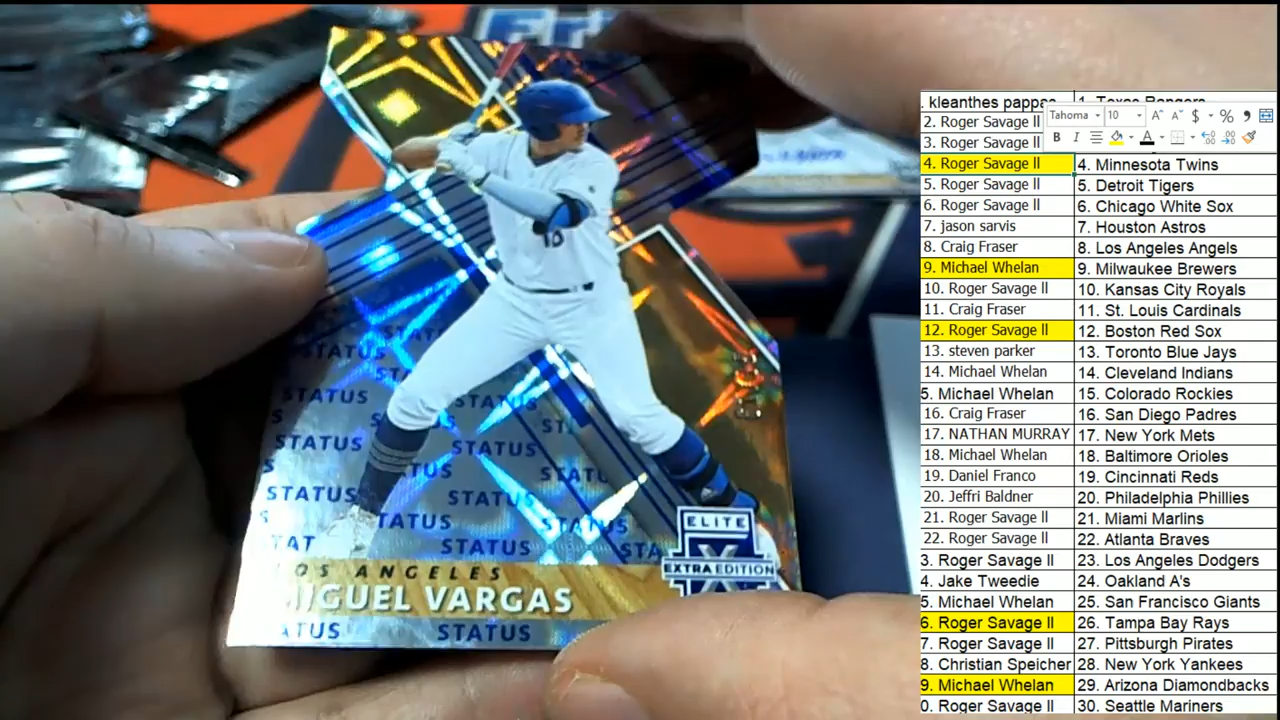 STATUS
STATUS
STATUS
STATUS
STATUS
STATUS
STATUS
STATUS
TATUS
STATUS
STATUS
TATUS
STATUS
TAT
STATUS
STA
ELITE
EXTRA EDITION
OS ANGELES
MIGUEL VARGAS
TATUS
STATUS
18
Tahoma 10
B I A
. kleanthes pappas 1. Texas Rangers
2. Roger Savage ll
3. Roger Savage ll
4. Roger Savage ll 4. Minnesota Twins
5. Roger Savage ll 5. Detroit Tigers
6. Roger Savage ll 6. Chicago White Sox
7. jason sarvis 7. Houston Astros
8. Craig Fraser 8. Los Angeles Angels
9. Michael Whelan 9. Milwaukee Brewers
10. Roger Savage ll 10. Kansas City Royals
11. Craig Fraser 11. St. Louis Cardinals
12. Roger Savage ll 12. Boston Red Sox
13. steven parker 13. Toronto Blue Jays
14. Michael Whelan 14. Cleveland Indians
5. Michael Whelan 15. Colorado Rockies
16. Craig Fraser 16. San Diego Padres
17. NATHAN MURRAY 17. New York Mets
18. Michael Whelan 18. Baltimore Orioles
19. Daniel Franco 19. Cincinnati Reds
20. Jeffri Baldner 20. Philadelphia Phillies
21. Roger Savage ll 21. Miami Marlins
22. Roger Savage ll 22. Atlanta Braves
3. Roger Savage ll 23. Los Angeles Dodgers
4. Jake Tweedie 24. Oakland A's
5. Michael Whelan 25. San Francisco Giants
6. Roger Savage ll 26. Tampa Bay Rays
7. Roger Savage ll 27. Pittsburgh Pirates
8. Christian Speicher 28. New York Yankees
9. Michael Whelan 29. Arizona Diamondbacks
0. Roger Savage ll 30. Seattle Mariners